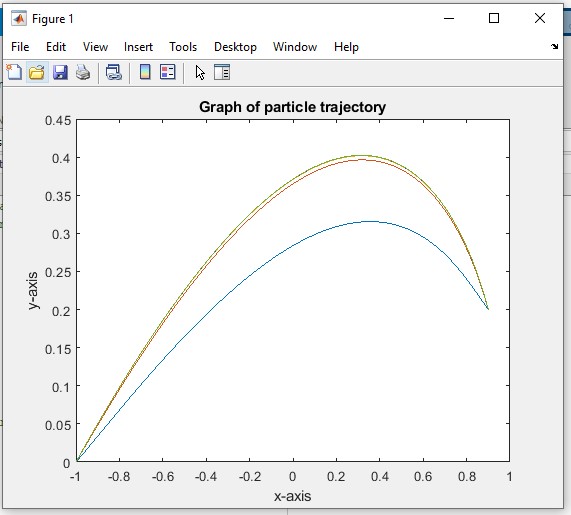 Figure 1
File Edit View Insert Tools Desktop Window Help
Graph of particle trajectory
0.45
0.4
0.35
0.3
0.25
0.2
0.15
0.1
0.05
0
y-axis
-1 -0.8 -0.6 -0.4 -0.2 0 0.2 0.4 0.6 0.8 1
x-axis